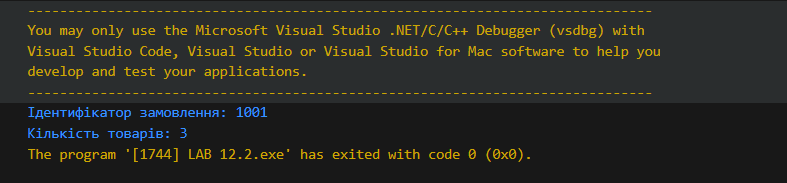 -------------------------------------------------------------------
You may only use the Microsoft Visual Studio .NET/C/C++ Debugger (vsdbg) with
Visual Studio Code, Visual Studio or Visual Studio for Mac software to help you
develop and test your applications.
-------------------------------------------------------------------
Ідентифікатор замовлення: 1001
Кількість товарів: 3
The program '[1744] LAB 12.2.exe' has exited with code 0 (0x0).